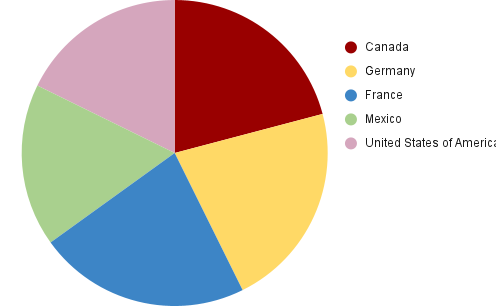 Canada
Germany
France
Mexico
United States of America